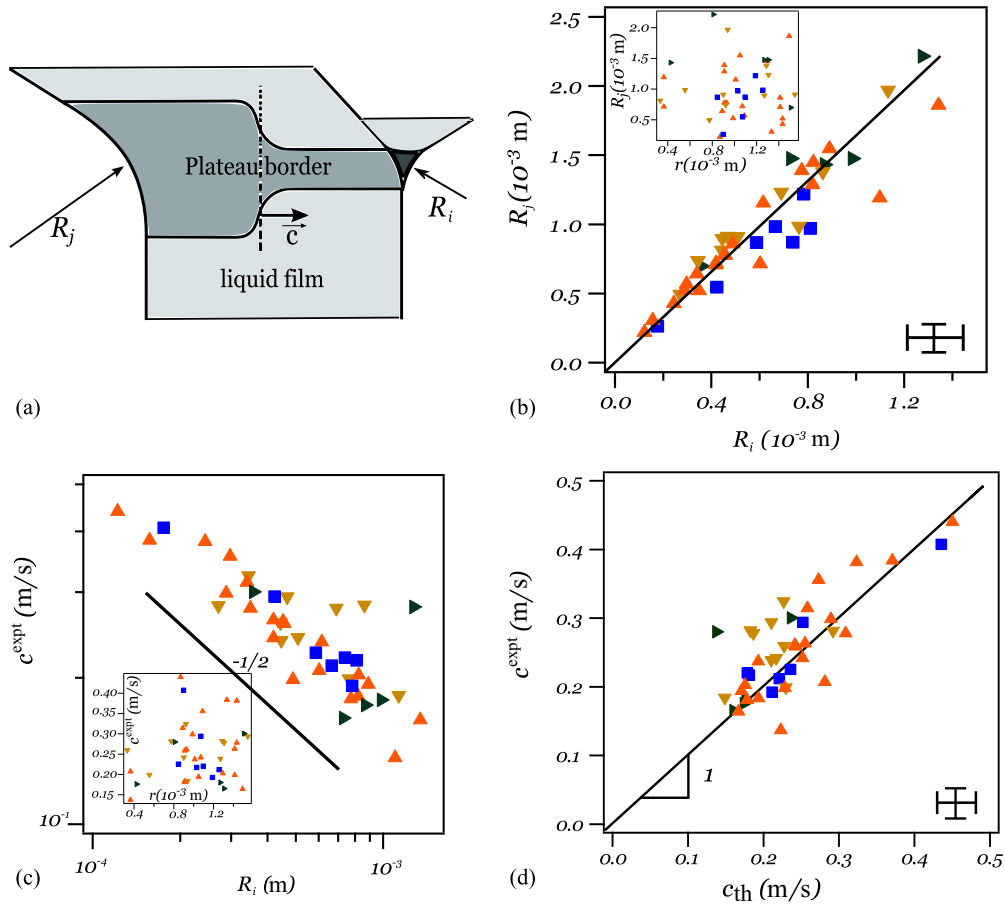 Plateau border
R_j
R_i
c
liquid film
(a)
R_j (10^-3 m)
2.5
2.0
1.5
1.0
0.5
0.0
0.0
0.4
0.8
1.2
R_i (10^-3 m)
R_j (10^-3 m)
2.0
1.5
1.0
0.5
0.4
0.8
1.2
r(10^-3 m)
(b)
c^expt (m/s)
10^-1
10^-4
10^-3
R_i (m)
-1/2
c^expt (m/s)
0.40
0.35
0.30
0.25
0.20
0.15
0.4
0.8
1.2
r(10^-3 m)
(c)
c^expt (m/s)
0.5
0.4
0.3
0.2
0.1
0.0
1
0.0
0.1
0.2
0.3
0.4
0.5
c_th (m/s)
(d)